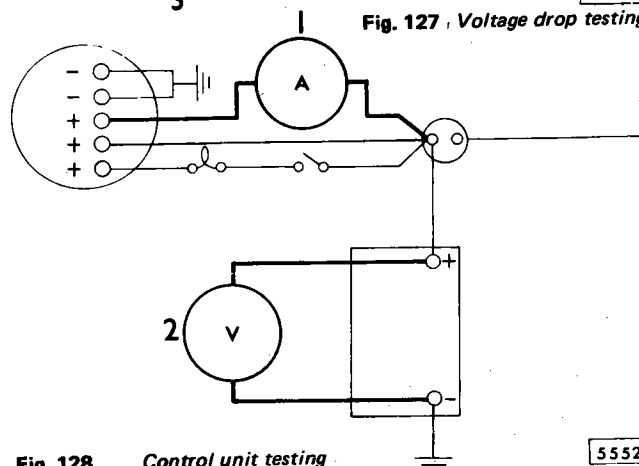 3
Fig. 127 Voltage drop testing
1
A
-
-
+
+
+
+
2
V
-
Fig. 128 Control unit testing
5552